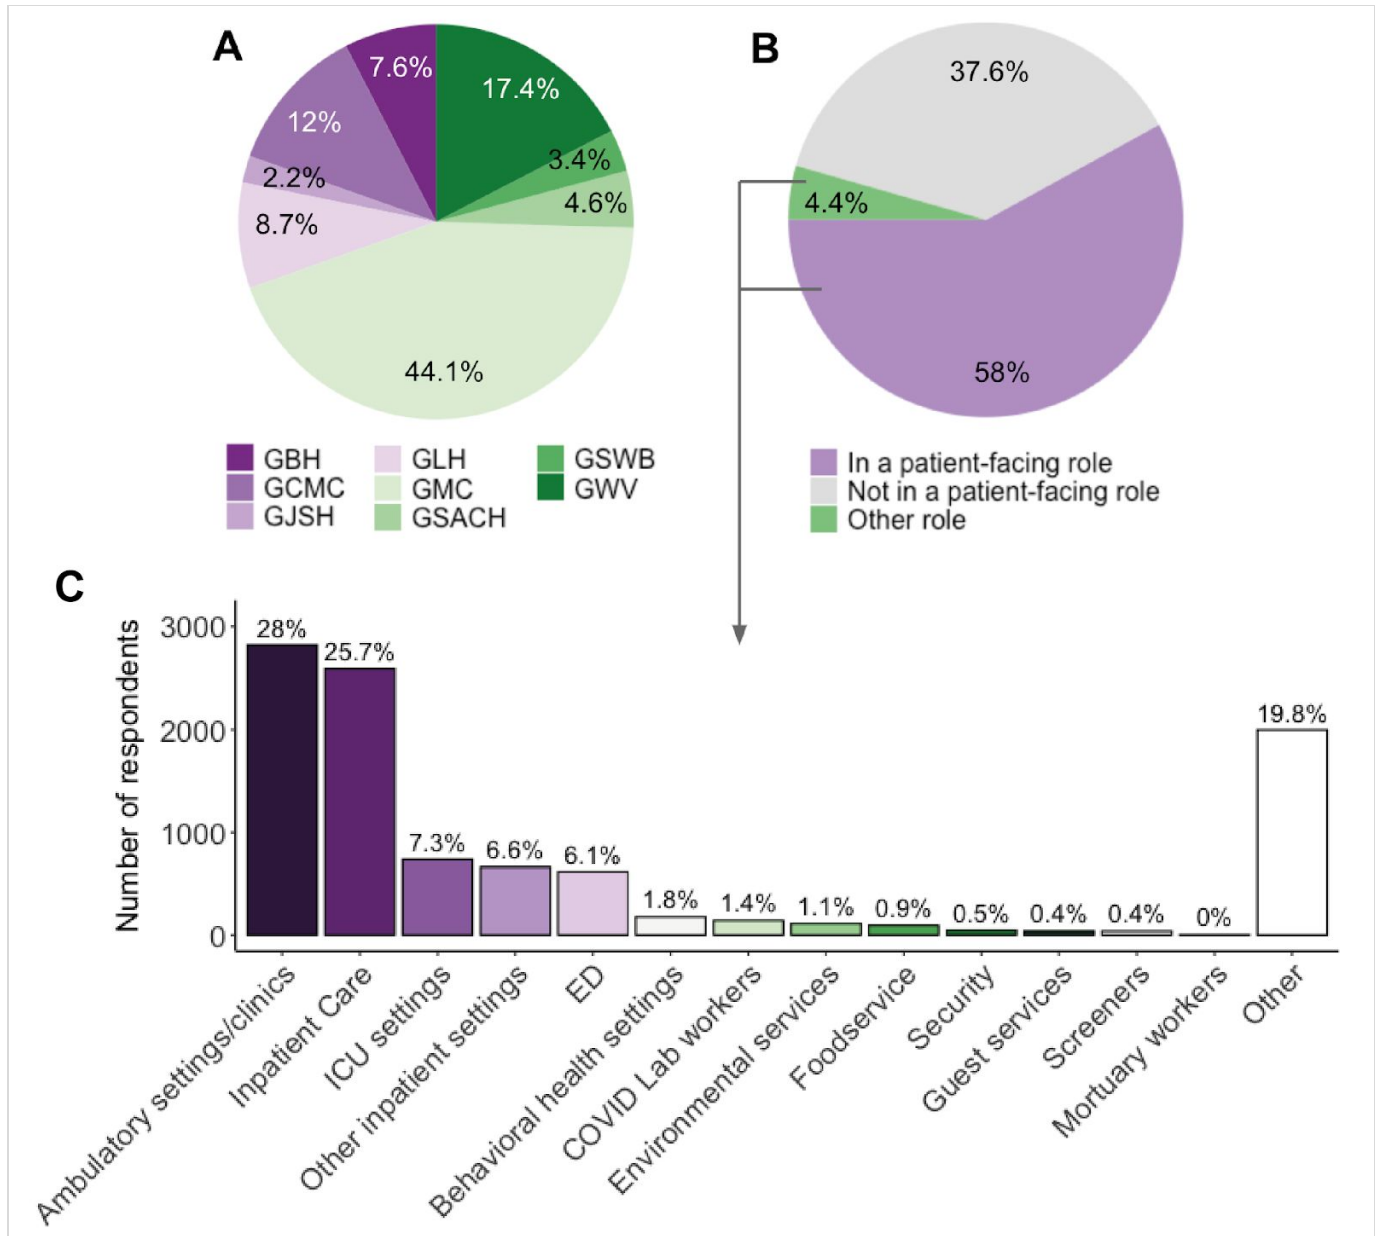 A
7.6%
17.4%
12%
3.4%
2.2%
4.6%
8.7%
44.1%
GBH
GCMC
GJSH
GLH
GMC
GSACH
GSWB
GWV
B
37.6%
4.4%
58%
In a patient-facing role
Not in a patient-facing role
Other role
C
Number of respondents
3000
2000
1000
0
28%
25.7%
7.3%
6.6%
6.1%
1.8%
1.4%
1.1%
0.9%
0.5%
0.4%
0.4%
0%
19.8%
Ambulatory settings/clinics
Inpatient Care
ICU settings
Other inpatient settings
ED
Behavioral health settings
COVID Lab workers
Environmental services
Foodservice
Security
Guest services
Screeners
Mortuary workers
Other